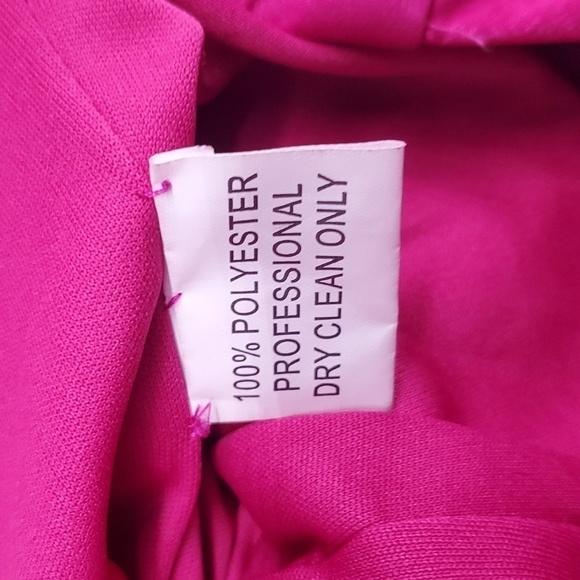 100% POLYESTER
PROFESSIONAL
DRY CLEAN ONLY